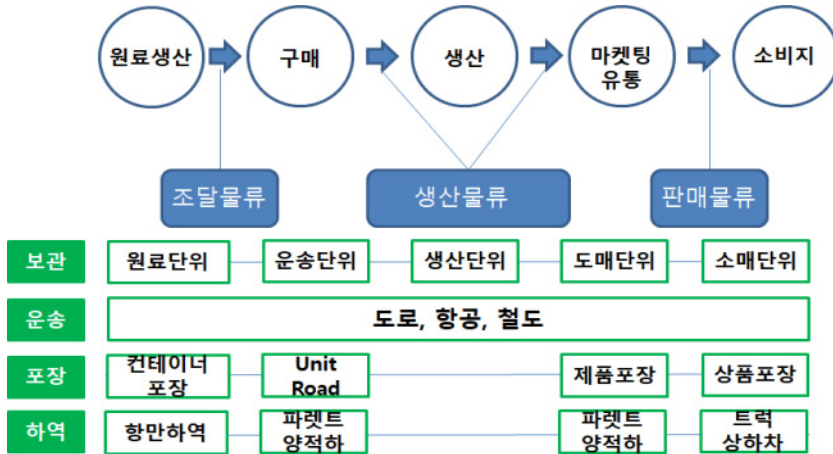 원료생산
구매
생산
마켓팅
유통
소비지
조달물류
생산물류
판매물류
보관
원료단위
운송단위
생산단위
도매단위
소매단위
운송
도로, 항공, 철도
포장
컨테이너
포장
Unit
Road
제품포장
상품포장
하역
항만하역
파렛트
양적하
파렛트
양적하
트럭
상하차